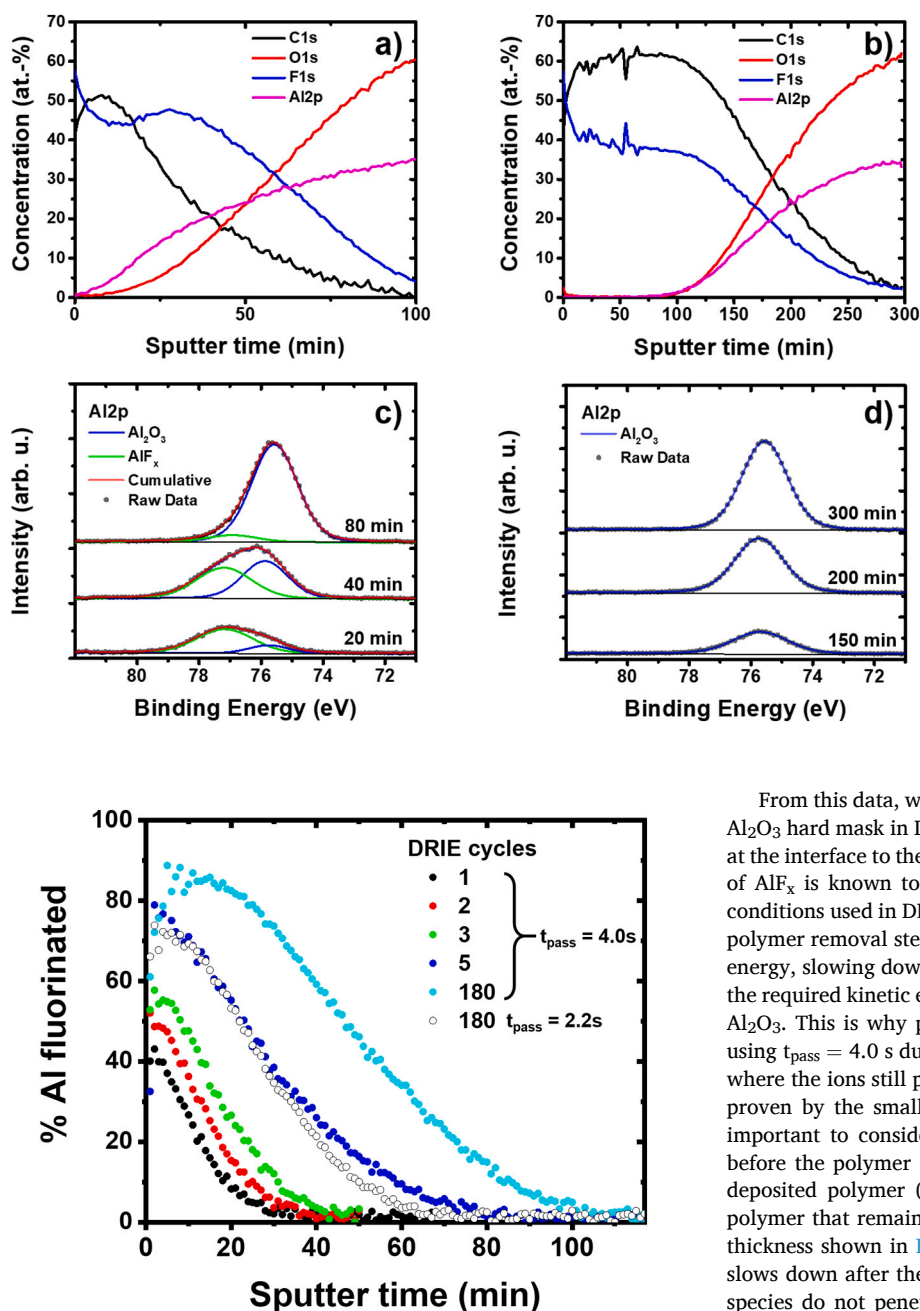 a)
C1s
O1s
F1s
Al2p
Concentration (at.-%)
70
60
50
40
30
20
10
0
0 50 100
Sputter time (min)
b)
C1s
O1s
F1s
Al2p
Concentration (at.-%)
70
60
50
40
30
20
10
0
0 50 100 150 200 250 300
Sputter time (min)
c)
Al2p
Al₂O₃
AlFₓ
Cumulative
Raw Data
80 min
40 min
20 min
Intensity (arb. u.)
80 78 76 74 72
Binding Energy (eV)
d)
Al2p
Al₂O₃
Raw Data
300 min
200 min
150 min
Intensity (arb. u.)
80 78 76 74 72
Binding Energy (eV)
% Al fluorinated
100
80
60
40
20
0
DRIE cycles
1
2
3
5
180
t_pass = 4.0s
180 t_pass = 2.2s
0 20 40 60 80 100
Sputter time (min)
From this data, w
Al₂O₃ hard mask in D
at the interface to the
of AlFₓ is known to
conditions used in DI
polymer removal ste
energy, slowing dow
the required kinetic e
Al₂O₃. This is why p
using t_pass = 4.0 s du
where the ions still p
proven by the small
important to conside
before the polymer
deposited polymer (
polymer that remain
thickness shown in
slows down after the
species do not pene